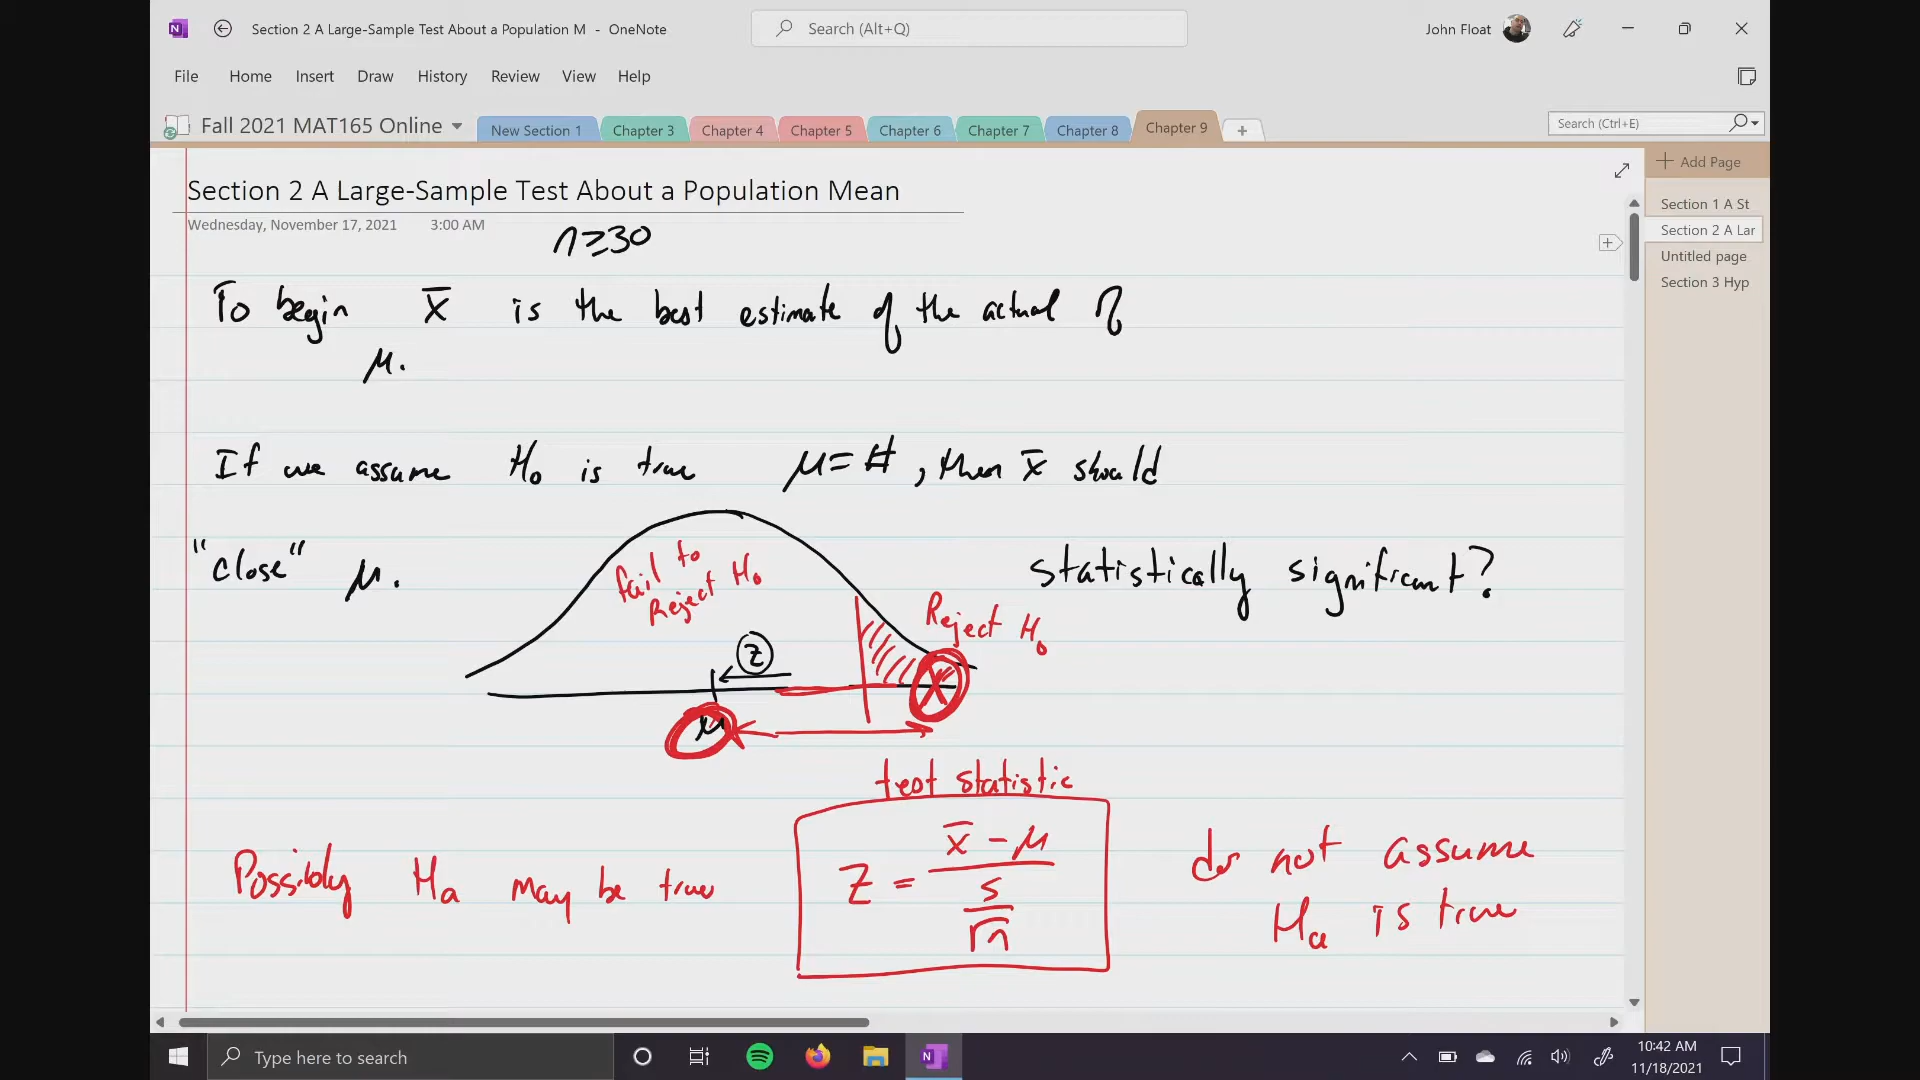 Section 2 A Large-Sample Test About a Population M - OneNote
Search (Alt+Q)
John Float
File Home Insert Draw History Review View Help
Fall 2021 MAT165 Online
New Section 1 Chapter 3 Chapter 4 Chapter 5 Chapter 6 Chapter 7 Chapter 8 Chapter 9 +
Search (Ctrl+E)
Add Page
Section 1 A St
Section 2 A Lar
Untitled page
Section 3 Hyp
Section 2 A Large-Sample Test About a Population Mean
Wednesday, November 17, 2021 3:00 AM
n≥30
To begin x̄ is the best estimate of the actual
μ.
If we assume H₀ is true μ = #, then x̄ should
"close" μ.
statistically significant?
fail to
Reject H₀
Reject H₀
z
X
μ
test statistic
Possibly Ha may be true
z = (x̄ - μ) / (s / √n)
do not assume
Ha is true
Type here to search
10:42 AM
11/18/2021